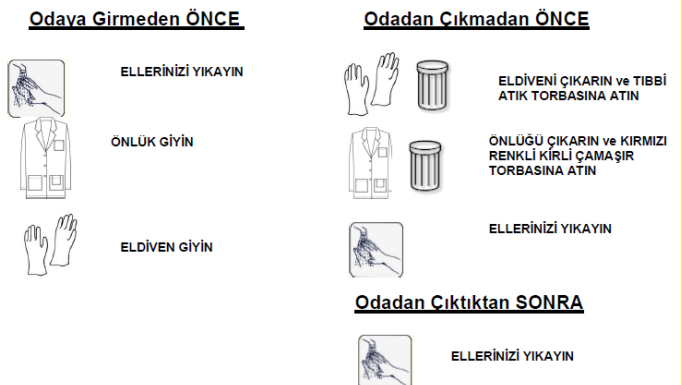 Odaya Girmeden ÖNCE
ELLERİNİZİ YIKAYIN
ÖNLÜK GİYİN
ELDİVEN GİYİN
Odadan Çıkmadan ÖNCE
ELDİVENİ ÇIKARIN ve TIBBİ
ATIK TORBASINA ATIN
ÖNLÜĞÜ ÇIKARIN ve KIRMIZI
RENKLİ KİRLİ ÇAMAŞIR
TORBASINA ATIN
ELLERİNİZİ YIKAYIN
Odadan Çıktıktan SONRA
ELLERİNİZİ YIKAYIN